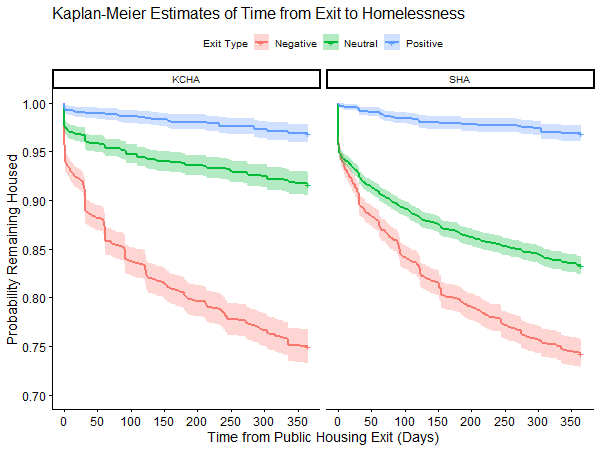 Kaplan-Meier Estimates of Time from Exit to Homelessness
Exit Type Negative Neutral Positive
KCHA SHA
Probability Remaining Housed
1.00
0.95
0.90
0.85
0.80
0.75
0.70
0 50 100 150 200 250 300 350 0 50 100 150 200 250 300 350
Time from Public Housing Exit (Days)